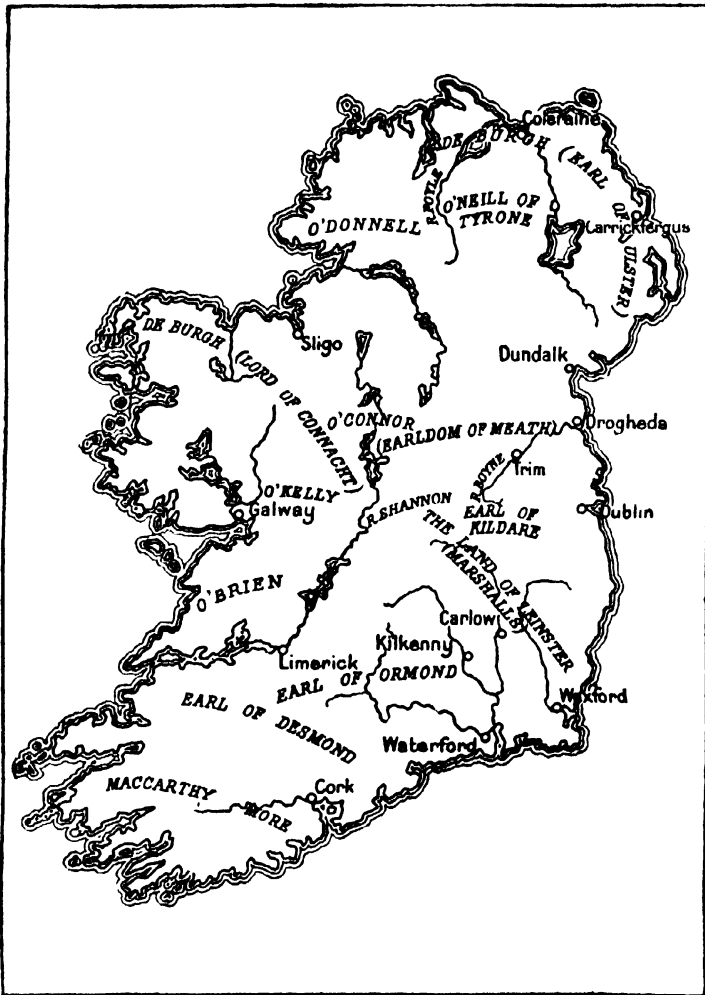 Coleraine
DE BURGH (EARL OF ULSTER)
R. FOYLE
O'NEILL OF
TYRONE
Carrickfergus
O'DONNELL
DE BURGH (LORD OF CONNACHT)
Sligo
Dundalk
O'CONNOR
(EARLDOM OF MEATH)
Drogheda
Trim
R. BOYNE
O'KELLY
Galway
R. SHANNON
EARL OF
KILDARE
Dublin
THE LAND OF LEINSTER
(MARSHALLS)
O'BRIEN
Carlow
Kilkenny
Limerick
EARL OF ORMOND
EARL OF DESMOND
Wexford
Waterford
MACCARTHY MORE
Cork